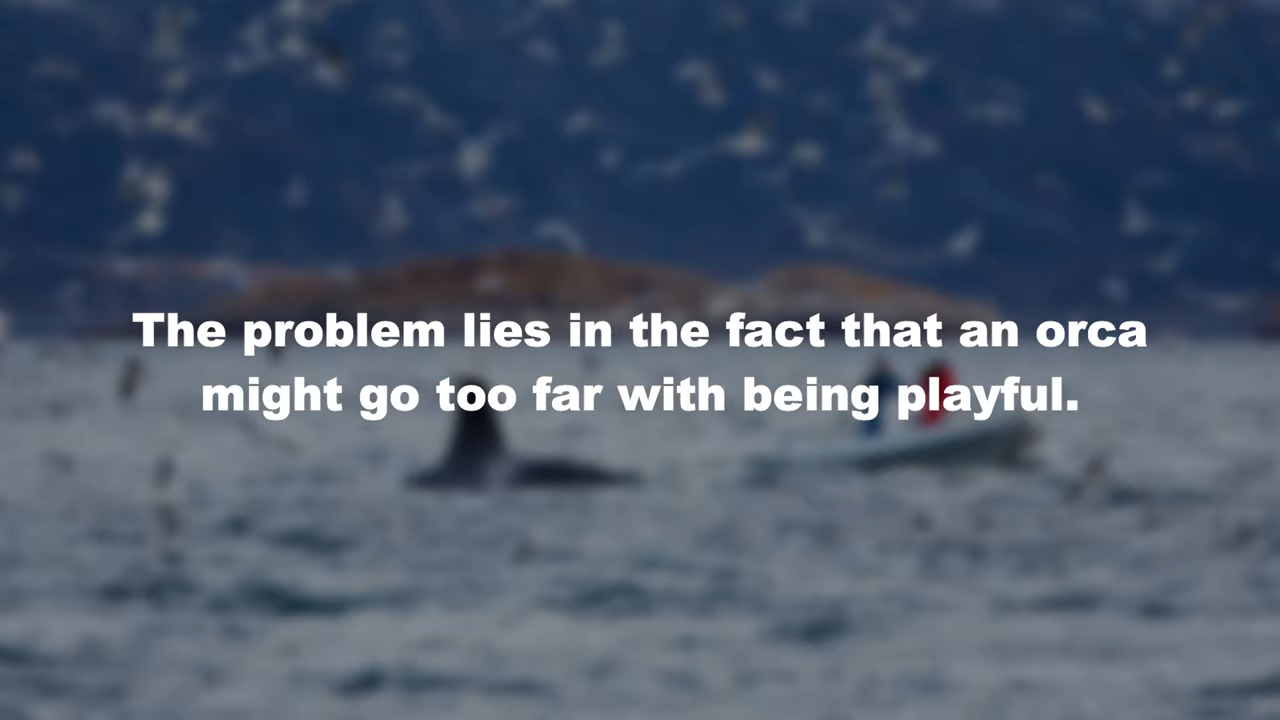 The problem lies in the fact that an orca
might go too far with being playful.